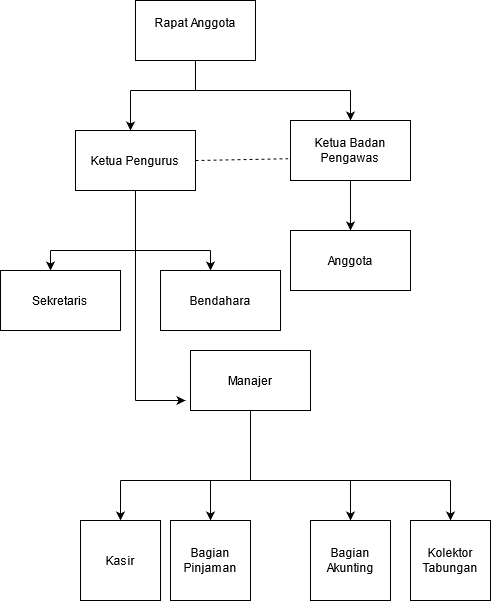 Rapat Anggota
Ketua Pengurus
Ketua Badan
Pengawas
Anggota
Sekretaris
Bendahara
Manajer
Kasir
Bagian
Pinjaman
Bagian
Akunting
Kolektor
Tabungan